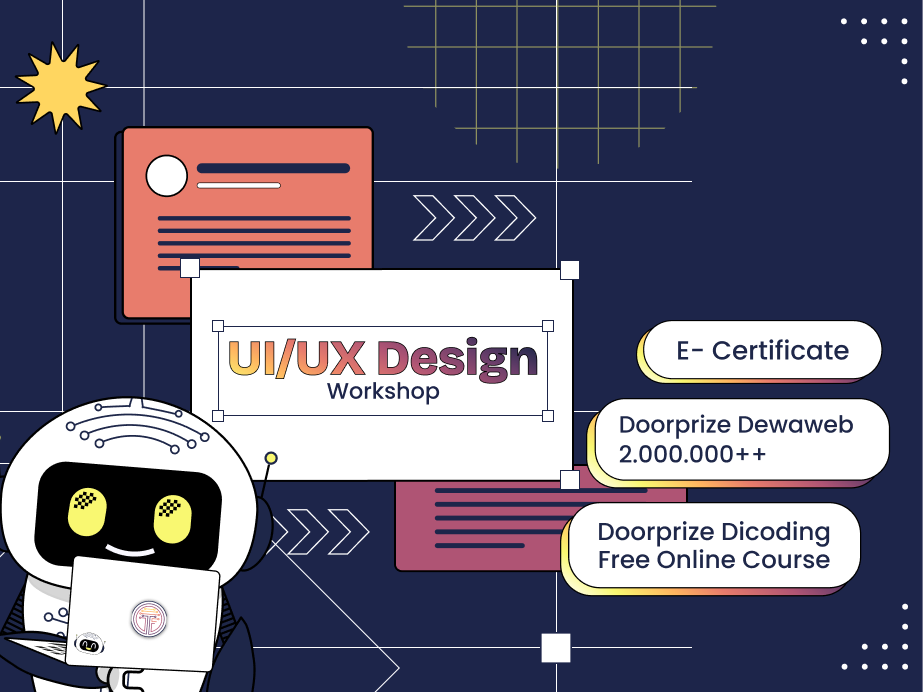 UI/UX Design
Workshop
E- Certificate
Doorprize Dewaweb
2.000.000++
Doorprize Dicoding
Free Online Course